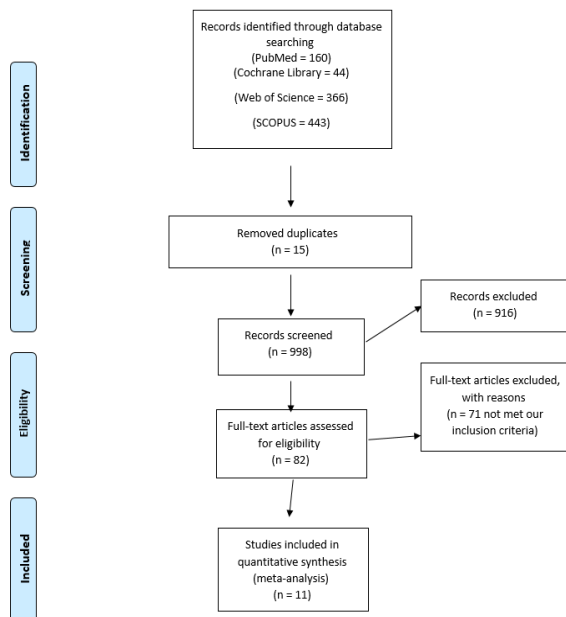 Records identified through database
searching
(PubMed = 160)
(Cochrane Library = 44)
(Web of Science = 366)
(SCOPUS = 443)
Identification
Removed duplicates
(n = 15)
Screening
Records excluded
(n = 916)
Records screened
(n = 998)
Full-text articles excluded,
with reasons
(n = 71 not met our
inclusion criteria)
Eligibility
Full-text articles assessed
for eligibility
(n = 82)
Studies included in
quantitative synthesis
(meta-analysis)
(n = 11)
Included